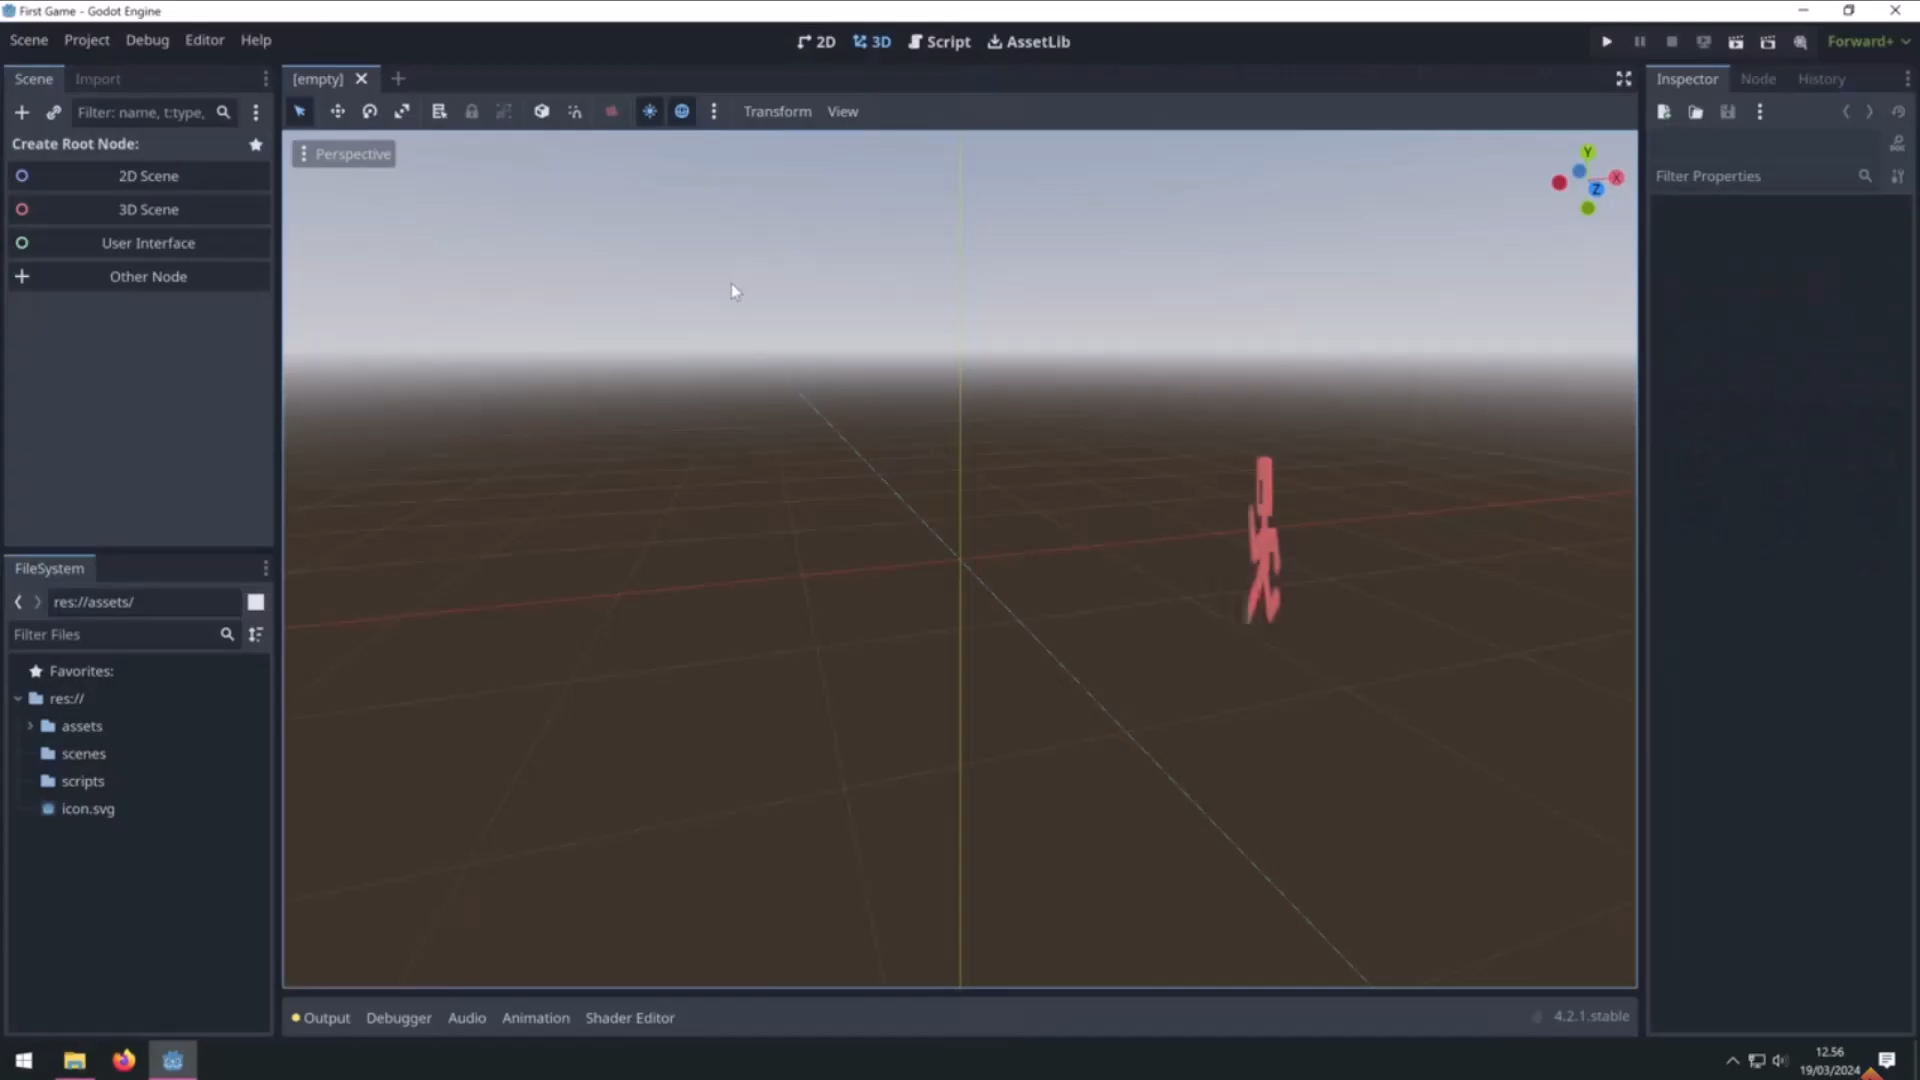 First Game - Godot Engine
Scene Project Debug Editor Help
2D 3D Script AssetLib
Forward+
Scene Import
[empty]
Inspector Node History
Filter: name, t:type,
Transform View
Create Root Node:
Perspective
Y
X
Z
2D Scene
Filter Properties
3D Scene
User Interface
Other Node
FileSystem
res://assets/
Filter Files
Favorites:
res://
assets
scenes
scripts
icon.svg
Output Debugger Audio Animation Shader Editor
4.2.1.stable
12.56
19/03/2024